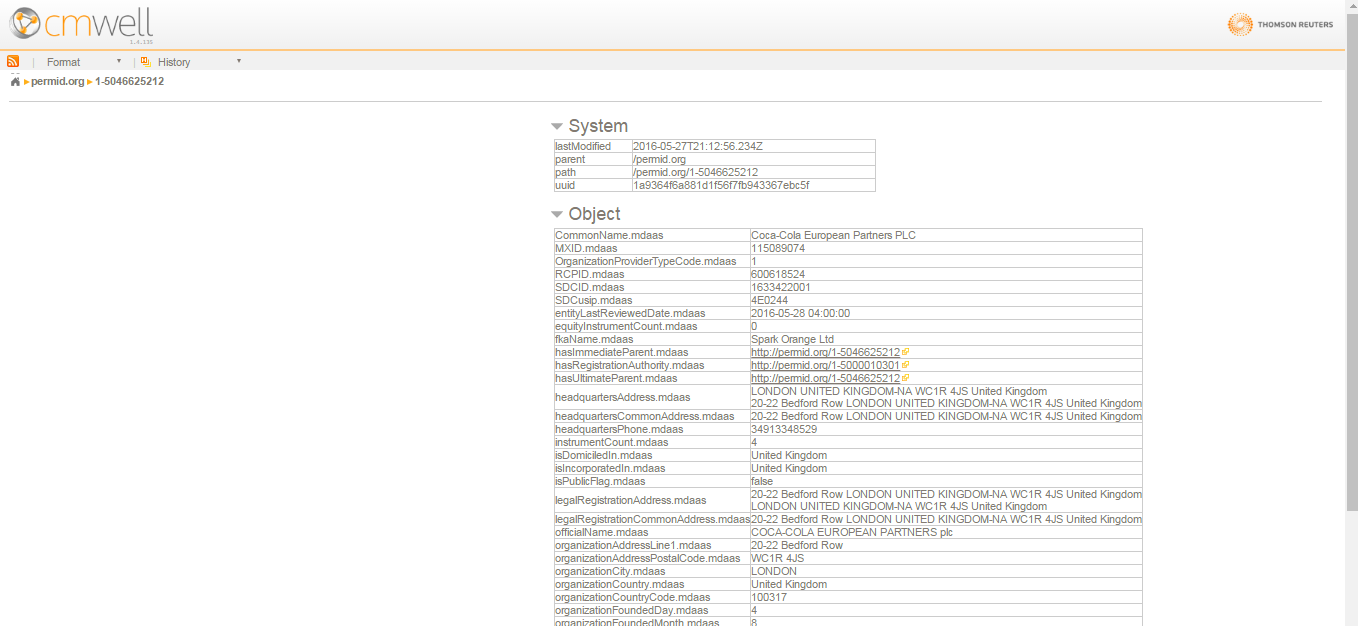 cmwell
1.4.135
THOMSON REUTERS
Format
History
permid.org 1-5046625212
System
lastModified 2016-05-27T21:12:56.234Z
parent /permid.org
path /permid.org/1-5046625212
uuid 1a9364f6a881d1f56f7fb943367ebc5f
Object
CommonName.mdaas Coca-Cola European Partners PLC
MXID.mdaas 115089074
OrganizationProviderTypeCode.mdaas 1
RCPID.mdaas 600618524
SDCID.mdaas 1633422001
SDCusip.mdaas 4E0244
entityLastReviewedDate.mdaas 2016-05-28 04:00:00
equityInstrumentCount.mdaas 0
fkaName.mdaas Spark Orange Ltd
hasImmediateParent.mdaas http://permid.org/1-5046625212
hasRegistrationAuthority.mdaas http://permid.org/1-5000010301
hasUltimateParent.mdaas http://permid.org/1-5046625212
headquartersAddress.mdaas LONDON UNITED KINGDOM-NA WC1R 4JS United Kingdom
20-22 Bedford Row LONDON UNITED KINGDOM-NA WC1R 4JS United Kingdom
headquartersCommonAddress.mdaas 20-22 Bedford Row LONDON UNITED KINGDOM-NA WC1R 4JS United Kingdom
headquartersPhone.mdaas 34913348529
instrumentCount.mdaas 4
isDomiciledIn.mdaas United Kingdom
isIncorporatedIn.mdaas United Kingdom
isPublicFlag.mdaas false
legalRegistrationAddress.mdaas 20-22 Bedford Row LONDON UNITED KINGDOM-NA WC1R 4JS United Kingdom
LONDON UNITED KINGDOM-NA WC1R 4JS United Kingdom
legalRegistrationCommonAddress.mdaas 20-22 Bedford Row LONDON UNITED KINGDOM-NA WC1R 4JS United Kingdom
officialName.mdaas COCA-COLA EUROPEAN PARTNERS plc
organizationAddressLine1.mdaas 20-22 Bedford Row
organizationAddressPostalCode.mdaas WC1R 4JS
organizationCity.mdaas LONDON
organizationCountry.mdaas United Kingdom
organizationCountryCode.mdaas 100317
organizationFoundedDay.mdaas 4
organizationFoundedMonth.mdaas 8